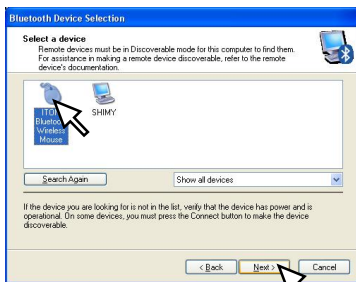 Bluetooth Device Selection
Select a device
Remote devices must be in Discoverable mode for this computer to find them.
For assistance in making a remote device discoverable, refer to the remote
device's documentation.
SHIMY
Wireless
Mouse
Search Again
Show all devices
If the device you are looking for is not in the list, verify that the device has power and is
operational. On some devices, you must press the Connect button to make the device
discoverable.
< Back
Next >
Cancel